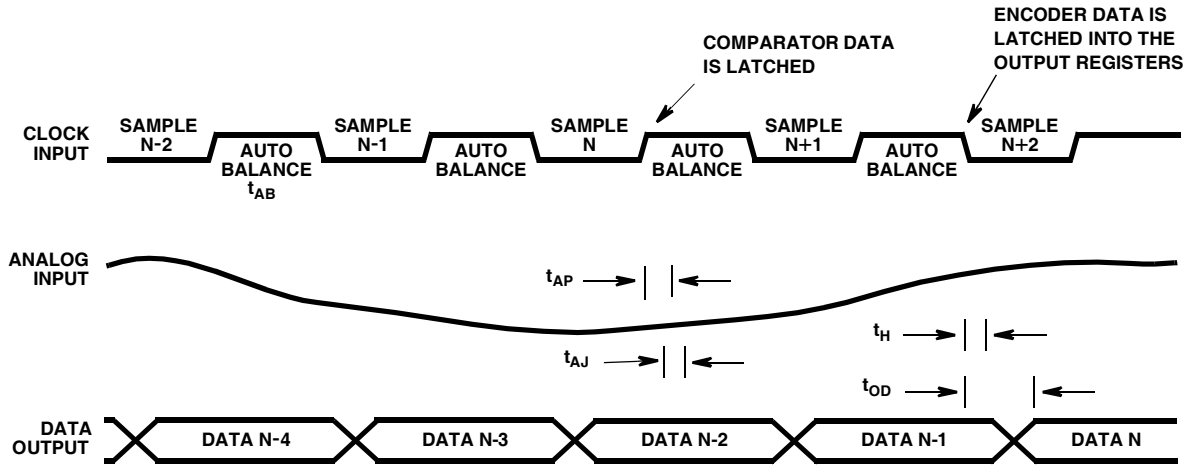 COMPARATOR DATA
IS LATCHED
ENCODER DATA IS
LATCHED INTO THE
OUTPUT REGISTERS
CLOCK
INPUT
SAMPLE
N-2
AUTO
BALANCE
tAB
SAMPLE
N-1
AUTO
BALANCE
SAMPLE
N
AUTO
BALANCE
SAMPLE
N+1
AUTO
BALANCE
SAMPLE
N+2
ANALOG
INPUT
tAP
tAJ
tH
tOD
DATA
OUTPUT
DATA N-4
DATA N-3
DATA N-2
DATA N-1
DATA N